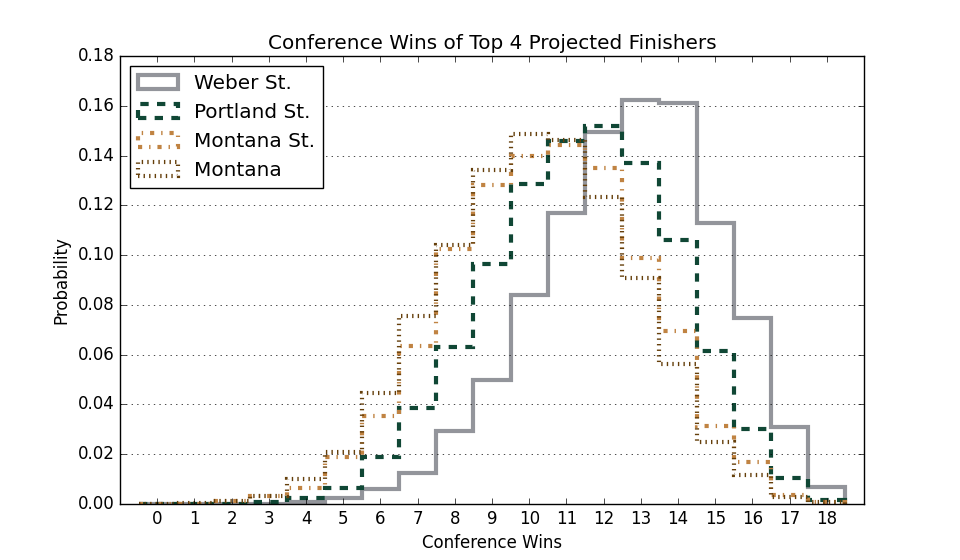 Conference Wins of Top 4 Projected Finishers
0.18
0.16
0.14
0.12
0.10
0.08
0.06
0.04
0.02
0.00
Probability
Weber St.
Portland St.
Montana St.
Montana
0 1 2 3 4 5 6 7 8 9 10 11 12 13 14 15 16 17 18
Conference Wins